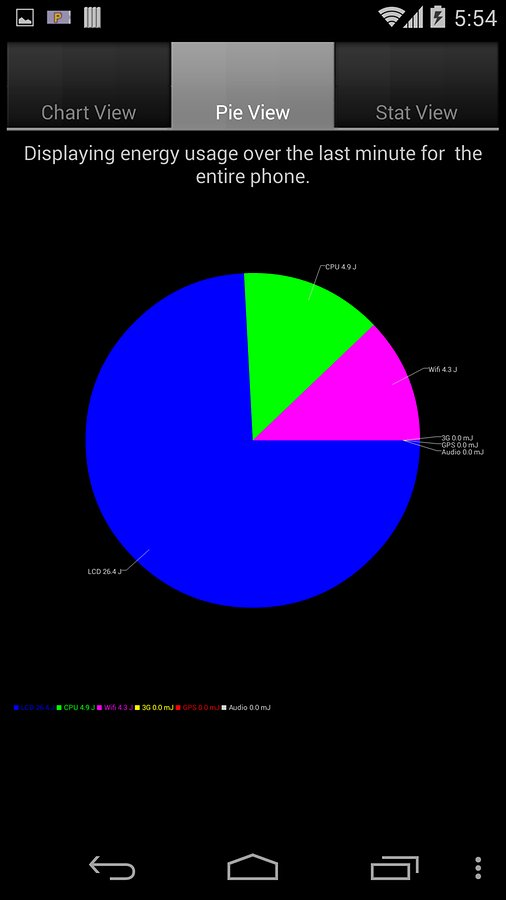 P
5:54
Chart View
Pie View
Stat View
Displaying energy usage over the last minute for  the
entire phone.
CPU 4.9 J
Wifi 4.3 J
3G 0.0 mJ
GPS 0.0 mJ
Audio 0.0 mJ
LCD 26.4 J
LCD 26.4 J CPU 4.9 J Wifi 4.3 J 3G 0.0 mJ GPS 0.0 mJ Audio 0.0 mJ